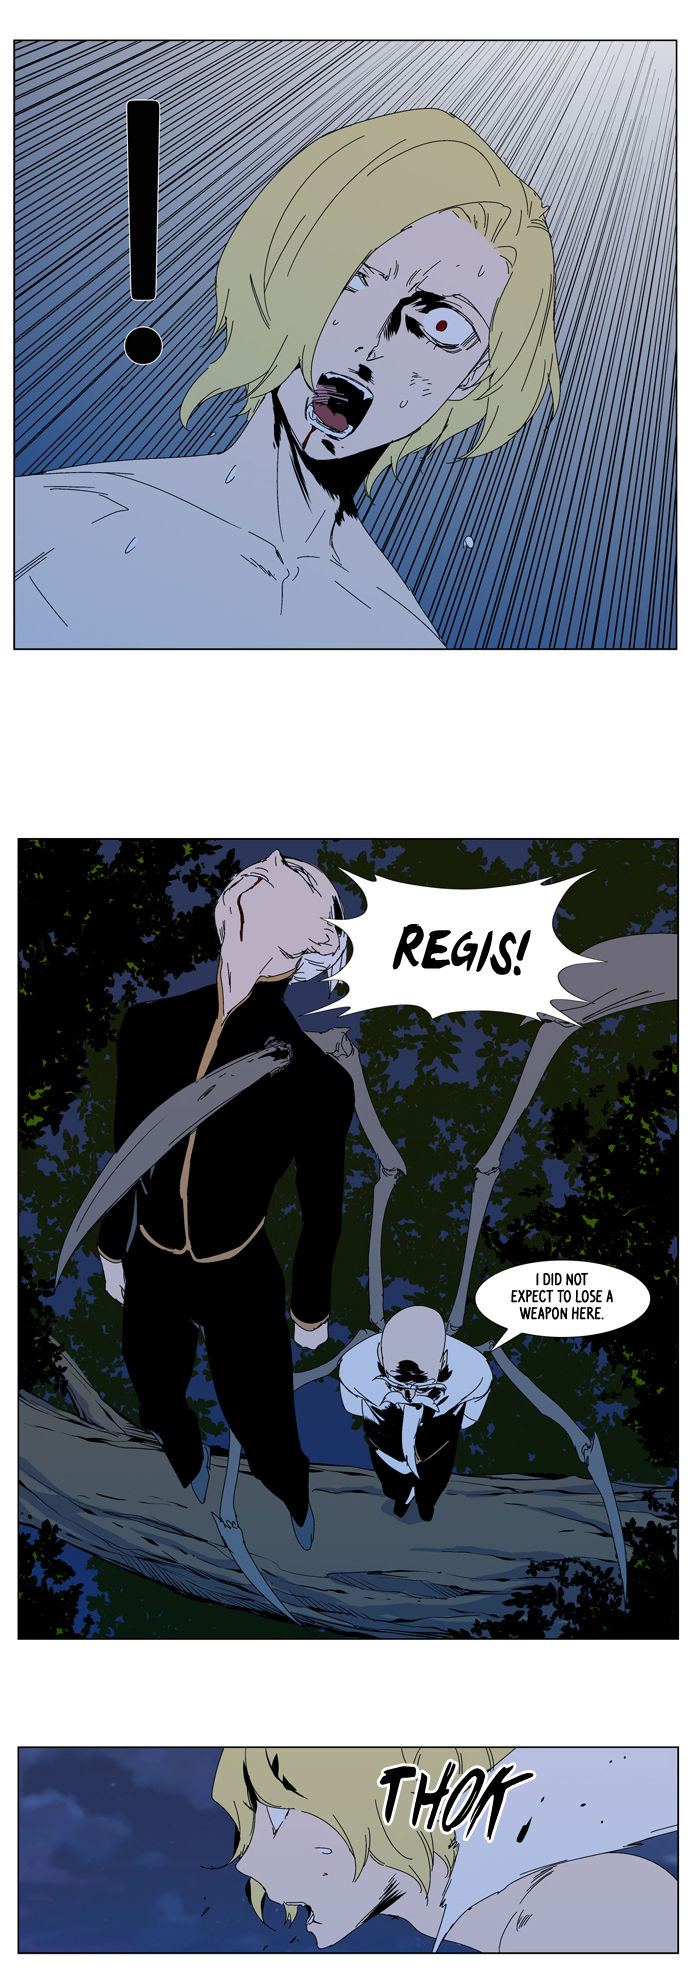 !
REGIS!
I DID NOT
EXPECT TO LOSE A
WEAPON HERE.
THOK